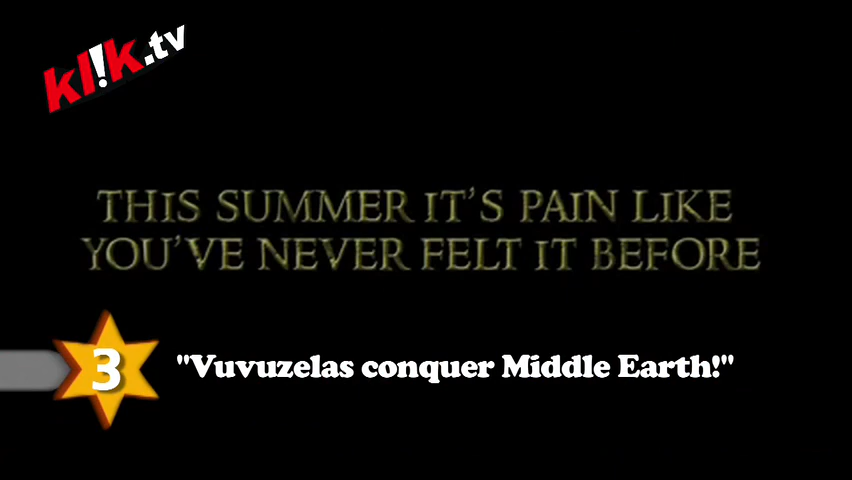 kl!k.tv
THIS SUMMER IT'S PAIN LIKE
YOU'VE NEVER FELT IT BEFORE
3
"Vuvuzelas conquer Middle Earth!"